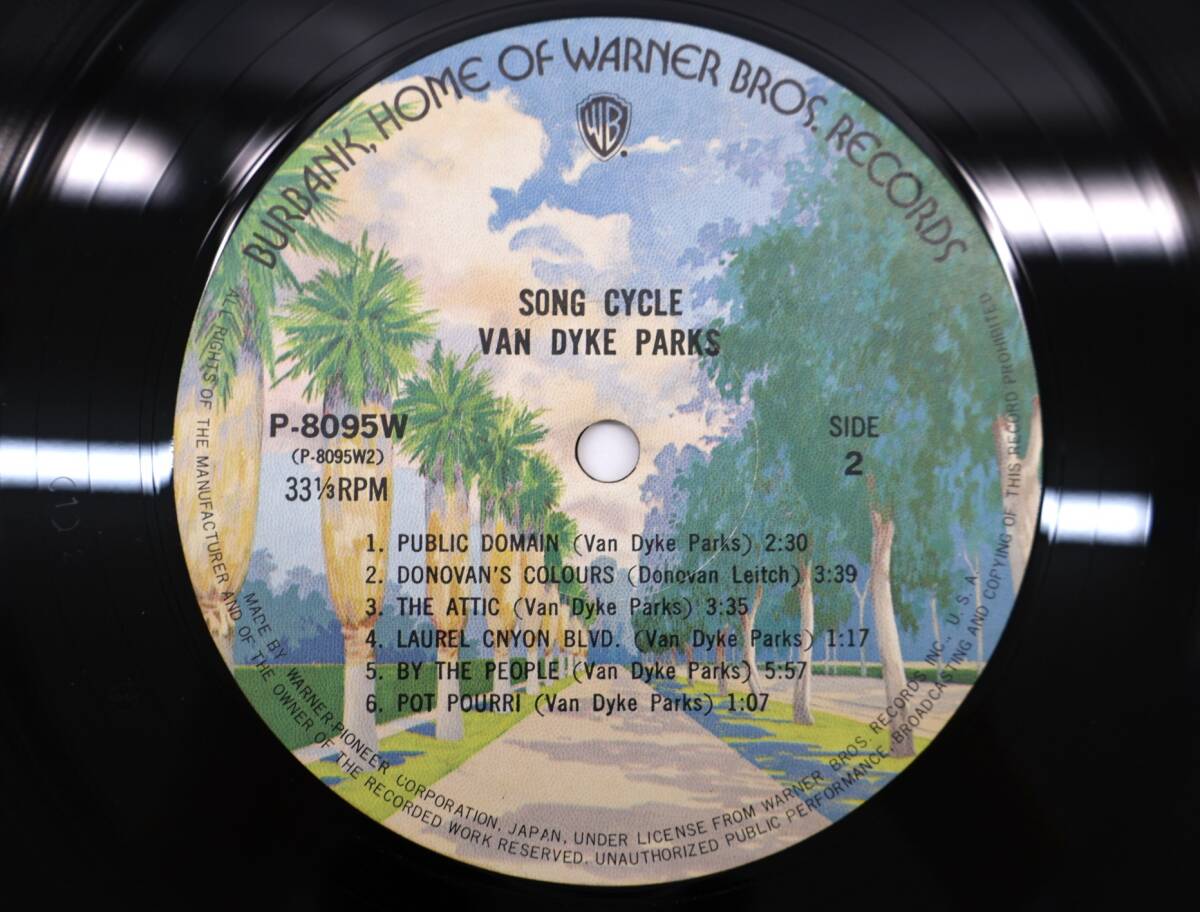 BURBANK, HOME OF WARNER BROS. RECORDS
WB
SONG CYCLE
VAN DYKE PARKS
P-8095W
(P-8095W2)
33⅓RPM
SIDE
2
1. PUBLIC DOMAIN (Van Dyke Parks) 2:30
2. DONOVAN'S COLOURS (Donovan Leitch) 3:39
3. THE ATTIC (Van Dyke Parks) 3:35
4. LAUREL CNYON BLVD. (Van Dyke Parks) 1:17
5. BY THE PEOPLE (Van Dyke Parks) 5:57
6. POT POURRI (Van Dyke Parks) 1:07
MADE BY WARNER-PIONEER CORPORATION, JAPAN, UNDER LICENSE FROM WARNER BROS. RECORDS INC., U. S. A.
ALL RIGHTS OF THE MANUFACTURER AND OF THE OWNER OF THE RECORDED WORK RESERVED. UNAUTHORIZED PUBLIC PERFORMANCE, BROADCASTING AND COPYING OF THIS RECORD PROHIBITED